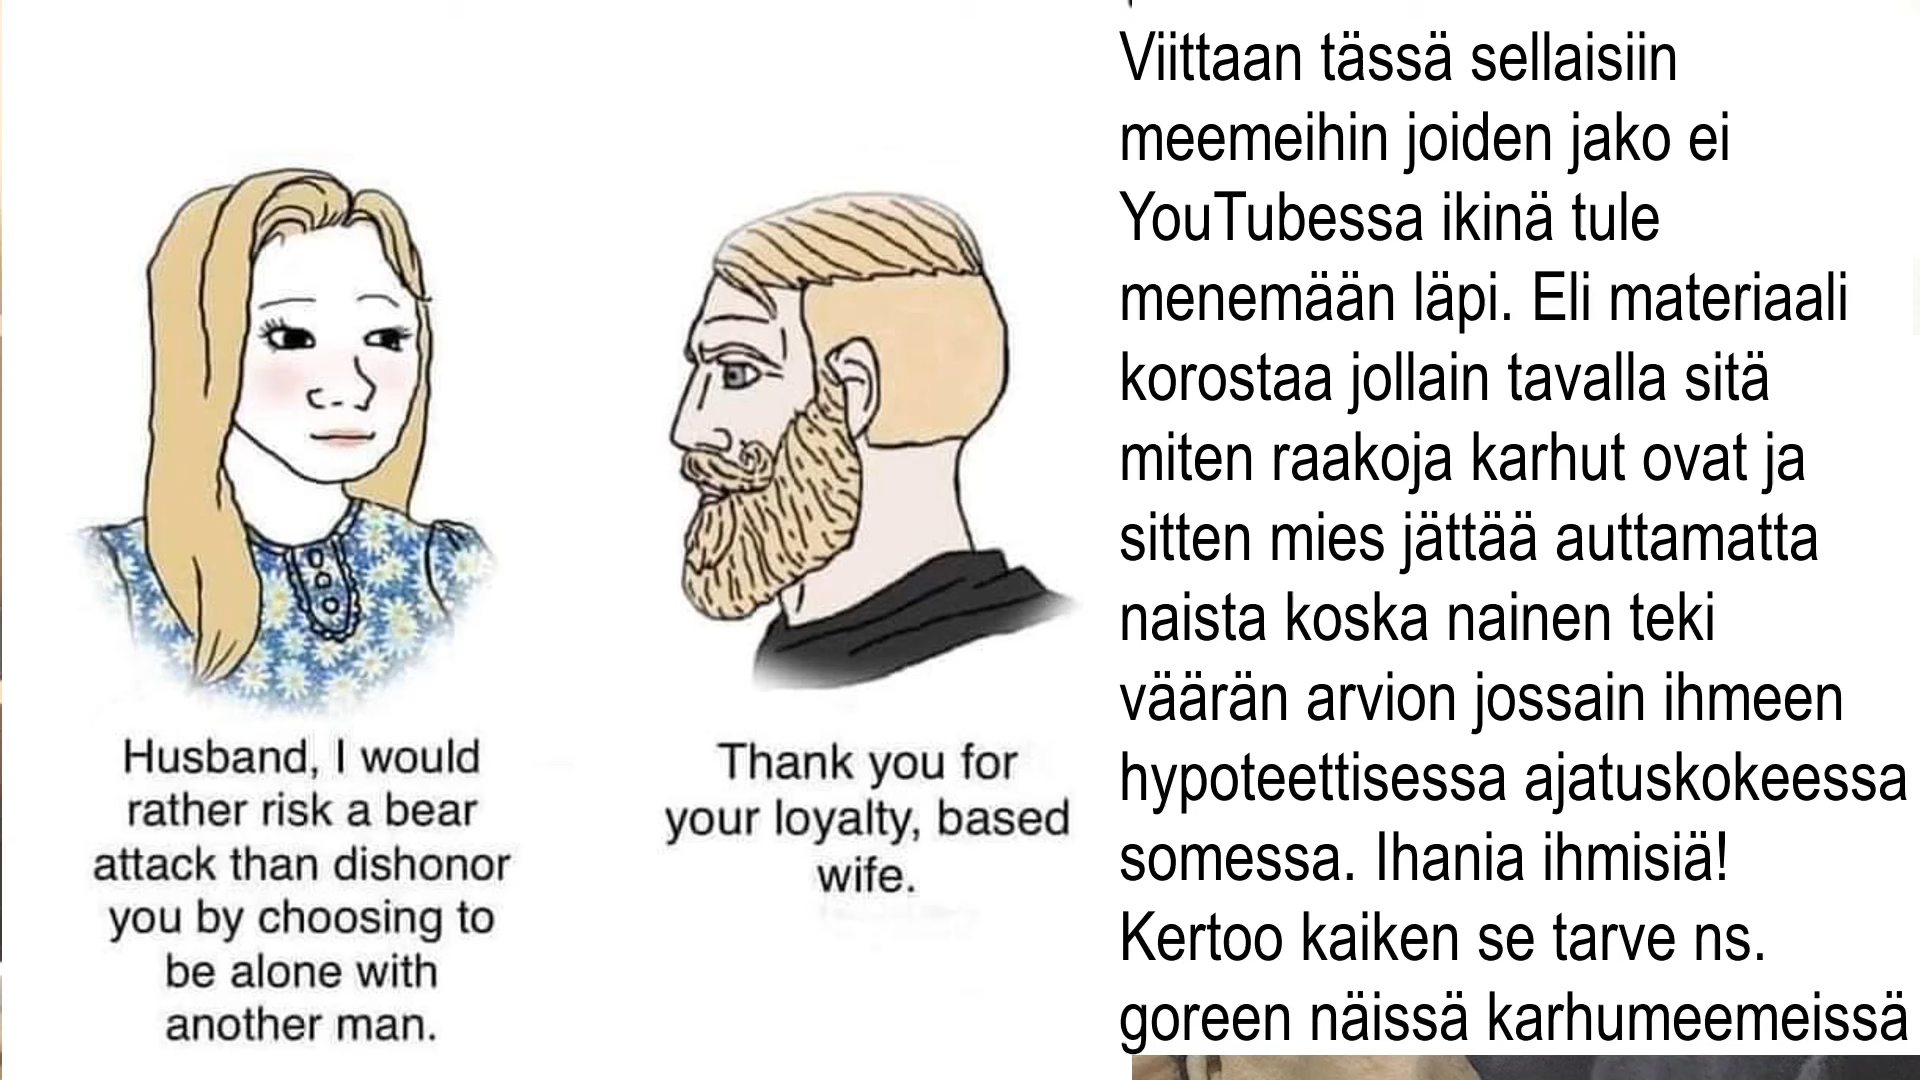 Husband, I would
rather risk a bear
attack than dishonor
you by choosing to
be alone with
another man.
Thank you for
your loyalty, based
wife.
Viittaan tässä sellaisiin
meemeihin joiden jako ei
YouTubessa ikinä tule
menemään läpi. Eli materiaali
korostaa jollain tavalla sitä
miten raakoja karhut ovat ja
sitten mies jättää auttamatta
naista koska nainen teki
väärän arvion jossain ihmeen
hypoteettisessa ajatuskokeessa
somessa. Ihania ihmisiä!
Kertoo kaiken se tarve ns.
goreen näissä karhumeemeissä